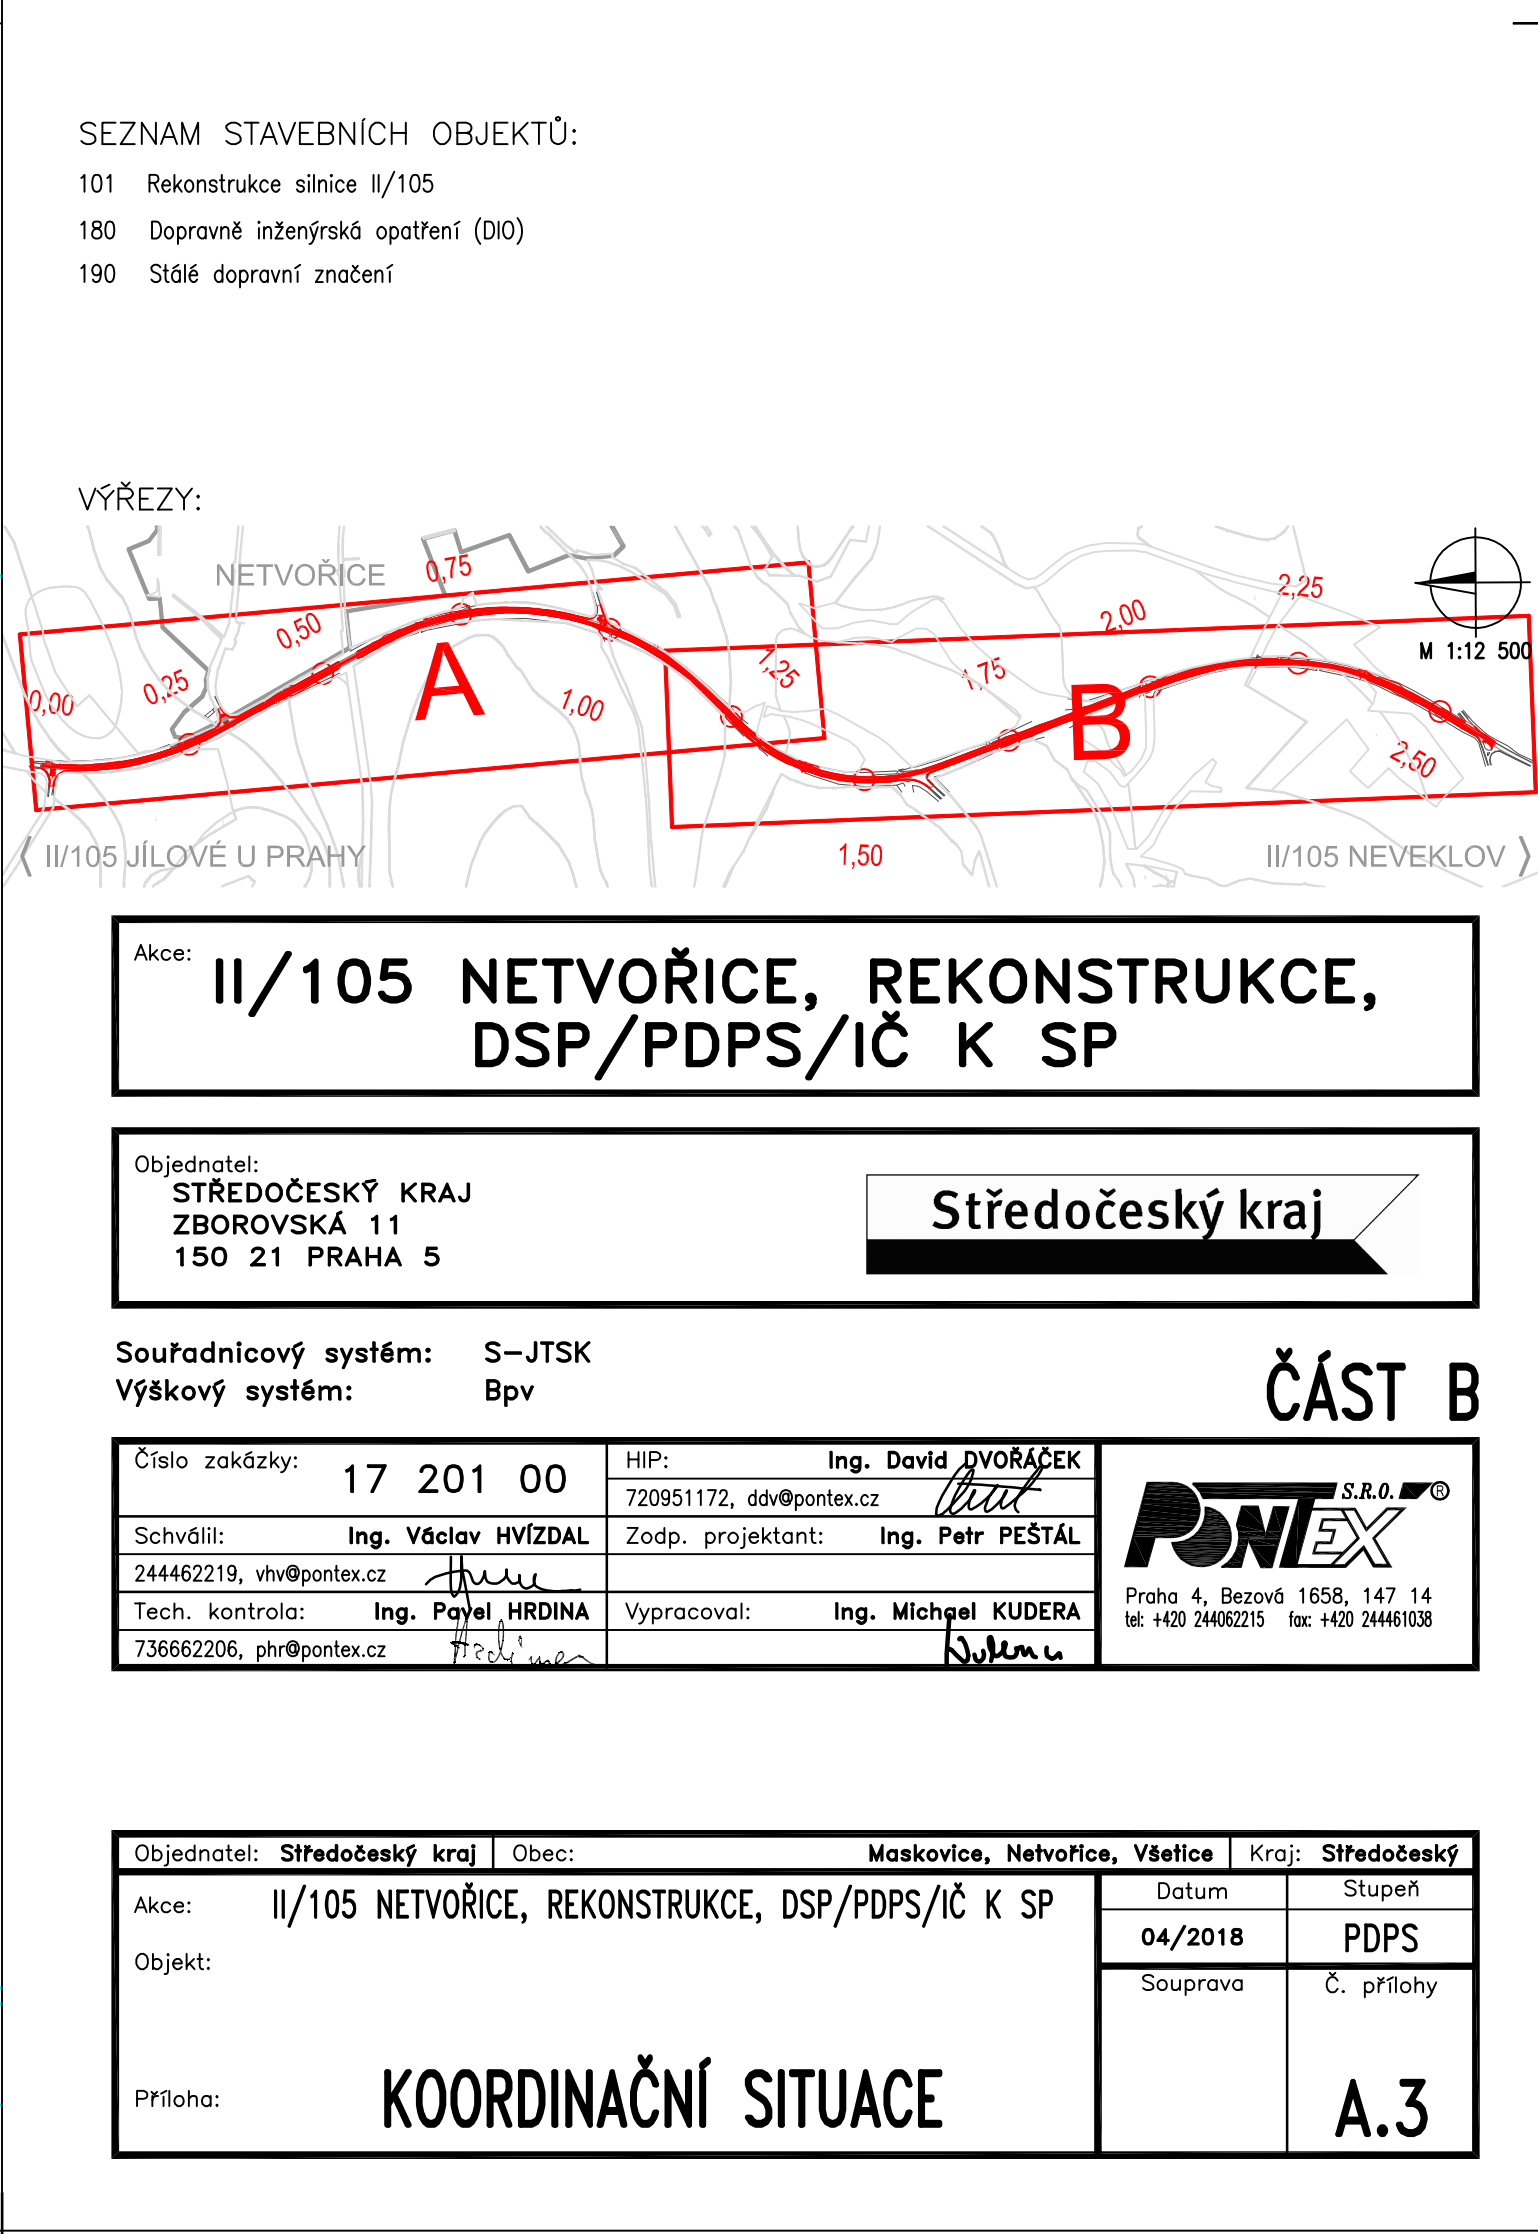 SEZNAM STAVEBNÍCH OBJEKTŮ:
101 Rekonstrukce silnice II/105
180 Dopravně inženýrská opatření (DIO)
190 Stálé dopravní značení
VÝŘEZY:
NETVOŘICE
0,00
0,25
0,50
0,75
1,00
1,25
1,50
1,75
2,00
2,25
2,50
A
B
M 1:12 500
⟨ II/105 JÍLOVÉ U PRAHY
II/105 NEVEKLOV ⟩
Akce:
II/105 NETVOŘICE, REKONSTRUKCE,
DSP/PDPS/IČ K SP
Objednatel:
STŘEDOČESKÝ KRAJ
ZBOROVSKÁ 11
150 21 PRAHA 5
Středočeský kraj
Souřadnicový systém: S-JTSK
Výškový systém: Bpv
ČÁST B
Číslo zakázky: 17 201 00
HIP: Ing. David DVOŘÁČEK
720951172, ddv@pontex.cz
Schválil: Ing. Václav HVÍZDAL
244462219, vhv@pontex.cz
Zodp. projektant: Ing. Petr PEŠTÁL
Tech. kontrola: Ing. Pavel HRDINA
736662206, phr@pontex.cz
Vypracoval: Ing. Michael KUDERA
PONTEX S.R.O. ®
Praha 4, Bezová 1658, 147 14
tel: +420 244062215 fax: +420 244461038
Objednatel: Středočeský kraj
Obec: Maskovice, Netvořice, Všetice
Kraj: Středočeský
Akce: II/105 NETVOŘICE, REKONSTRUKCE, DSP/PDPS/IČ K SP
Objekt:
Příloha: KOORDINAČNÍ SITUACE
Datum
04/2018
Stupeň
PDPS
Souprava
Č. přílohy
A.3